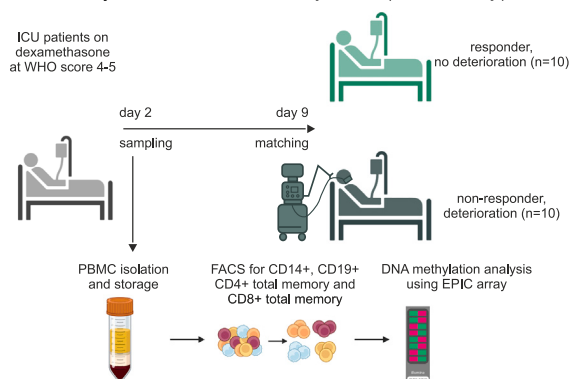 ICU patients on
dexamethasone
at WHO score 4-5
responder,
no deterioration (n=10)
day 2
day 9
sampling
matching
non-responder,
deterioration (n=10)
PBMC isolation
and storage
FACS for CD14+, CD19+
CD4+ total memory and
CD8+ total memory
DNA methylation analysis
using EPIC array